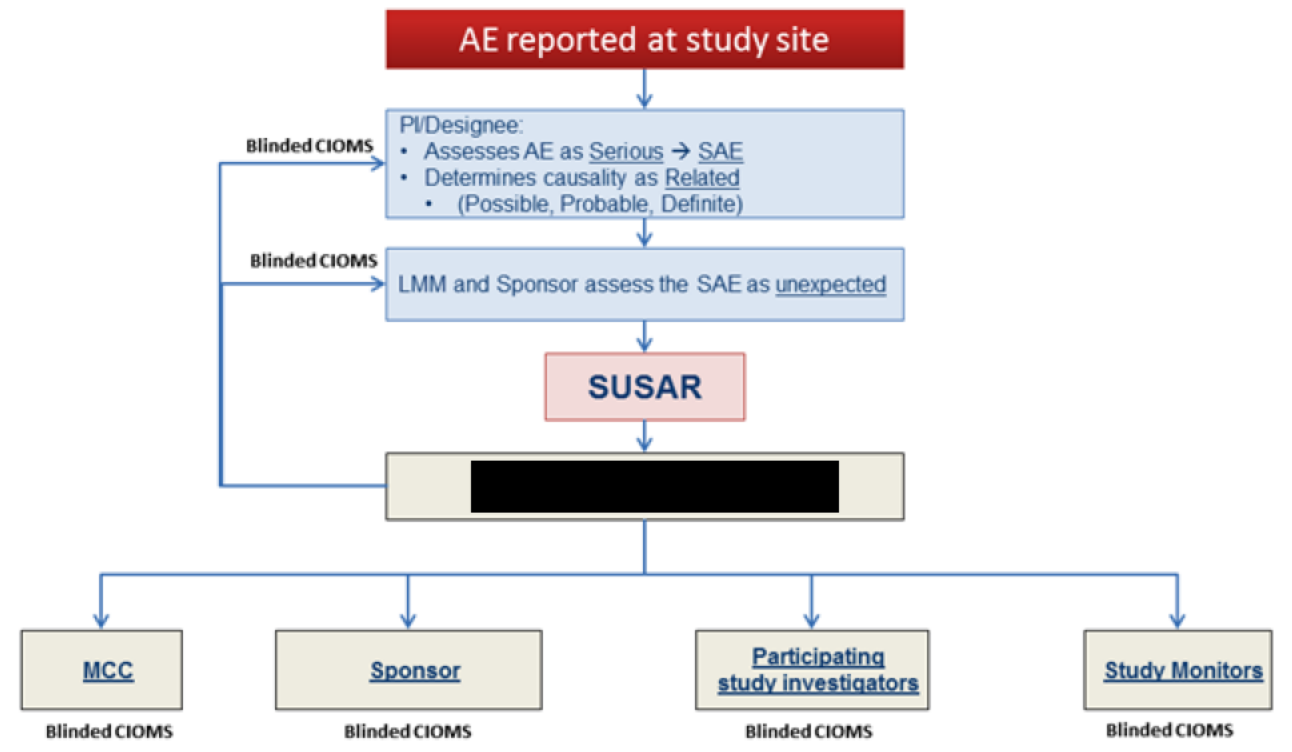 AE reported at study site
Blinded CIOMS
PI/Designee:
• Assesses AE as Serious → SAE
• Determines causality as Related
• (Possible, Probable, Definite)
Blinded CIOMS
LMM and Sponsor assess the SAE as unexpected
SUSAR
MCC
Sponsor
Participating
study investigators
Study Monitors
Blinded CIOMS
Blinded CIOMS
Blinded CIOMS
Blinded CIOMS